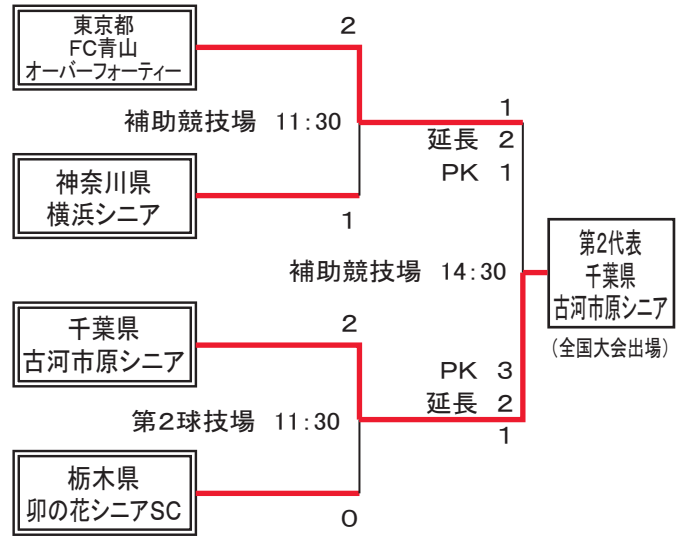 東京都
FC青山
オーバーフォーティー
2
補助競技場 11:30
1
延長 2
PK 1
神奈川県
横浜シニア
1
補助競技場 14:30
第2代表
千葉県
古河市原シニア
(全国大会出場)
千葉県
古河市原シニア
2
PK 3
延長 2
1
第2球技場 11:30
栃木県
卯の花シニアSC
0